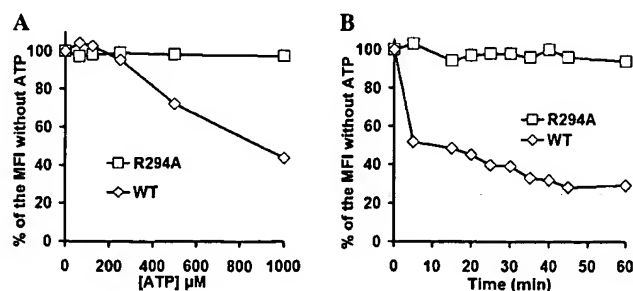 A
% of the MFI without ATP
100
80
60
40
20
0
R294A
WT
0 200 400 600 800 1000
[ATP] µM
B
% of the MFI without ATP
100
80
60
40
20
0
R294A
WT
0 10 20 30 40 50 60
Time (min)